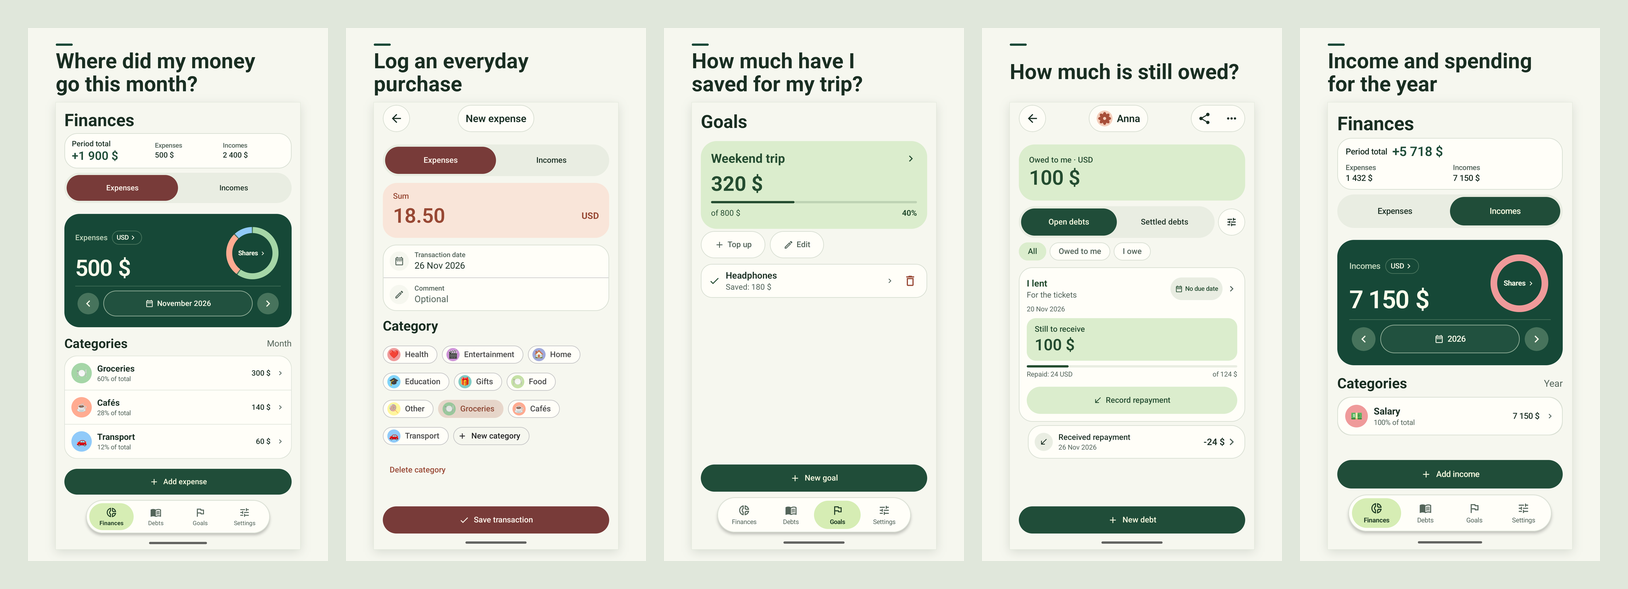 Where did my money
go this month?
Finances
Period total
+1 900 $
Expenses
500 $
Incomes
2 400 $
Expenses
Incomes
Expenses
USD
500 $
Shares
November 2026
Categories
Month
Groceries
60% of total
300 $
Cafés
28% of total
140 $
Transport
12% of total
60 $
+ Add expense
Finances
Debts
Goals
Settings
Log an everyday
purchase
New expense
Expenses
Incomes
Sum
18.50
USD
Transaction date
26 Nov 2026
Comment
Optional
Category
Health
Entertainment
Home
Education
Gifts
Food
Other
Groceries
Cafés
Transport
+ New category
Delete category
Save transaction
How much have I
saved for my trip?
Goals
Weekend trip
320 $
of 800 $
40%
+ Top up
Edit
Headphones
Saved: 180 $
+ New goal
Finances
Debts
Goals
Settings
How much is still owed?
Anna
Owed to me · USD
100 $
Open debts
Settled debts
All
Owed to me
I owe
I lent
For the tickets
No due date
20 Nov 2026
Still to receive
100 $
Repaid: 24 USD
of 124 $
Record repayment
Received repayment
26 Nov 2026
-24 $
+ New debt
Income and spending
for the year
Finances
Period total +5 718 $
Expenses
1 432 $
Incomes
7 150 $
Expenses
Incomes
Incomes
USD
7 150 $
Shares
2026
Categories
Year
Salary
100% of total
7 150 $
+ Add income
Finances
Debts
Goals
Settings